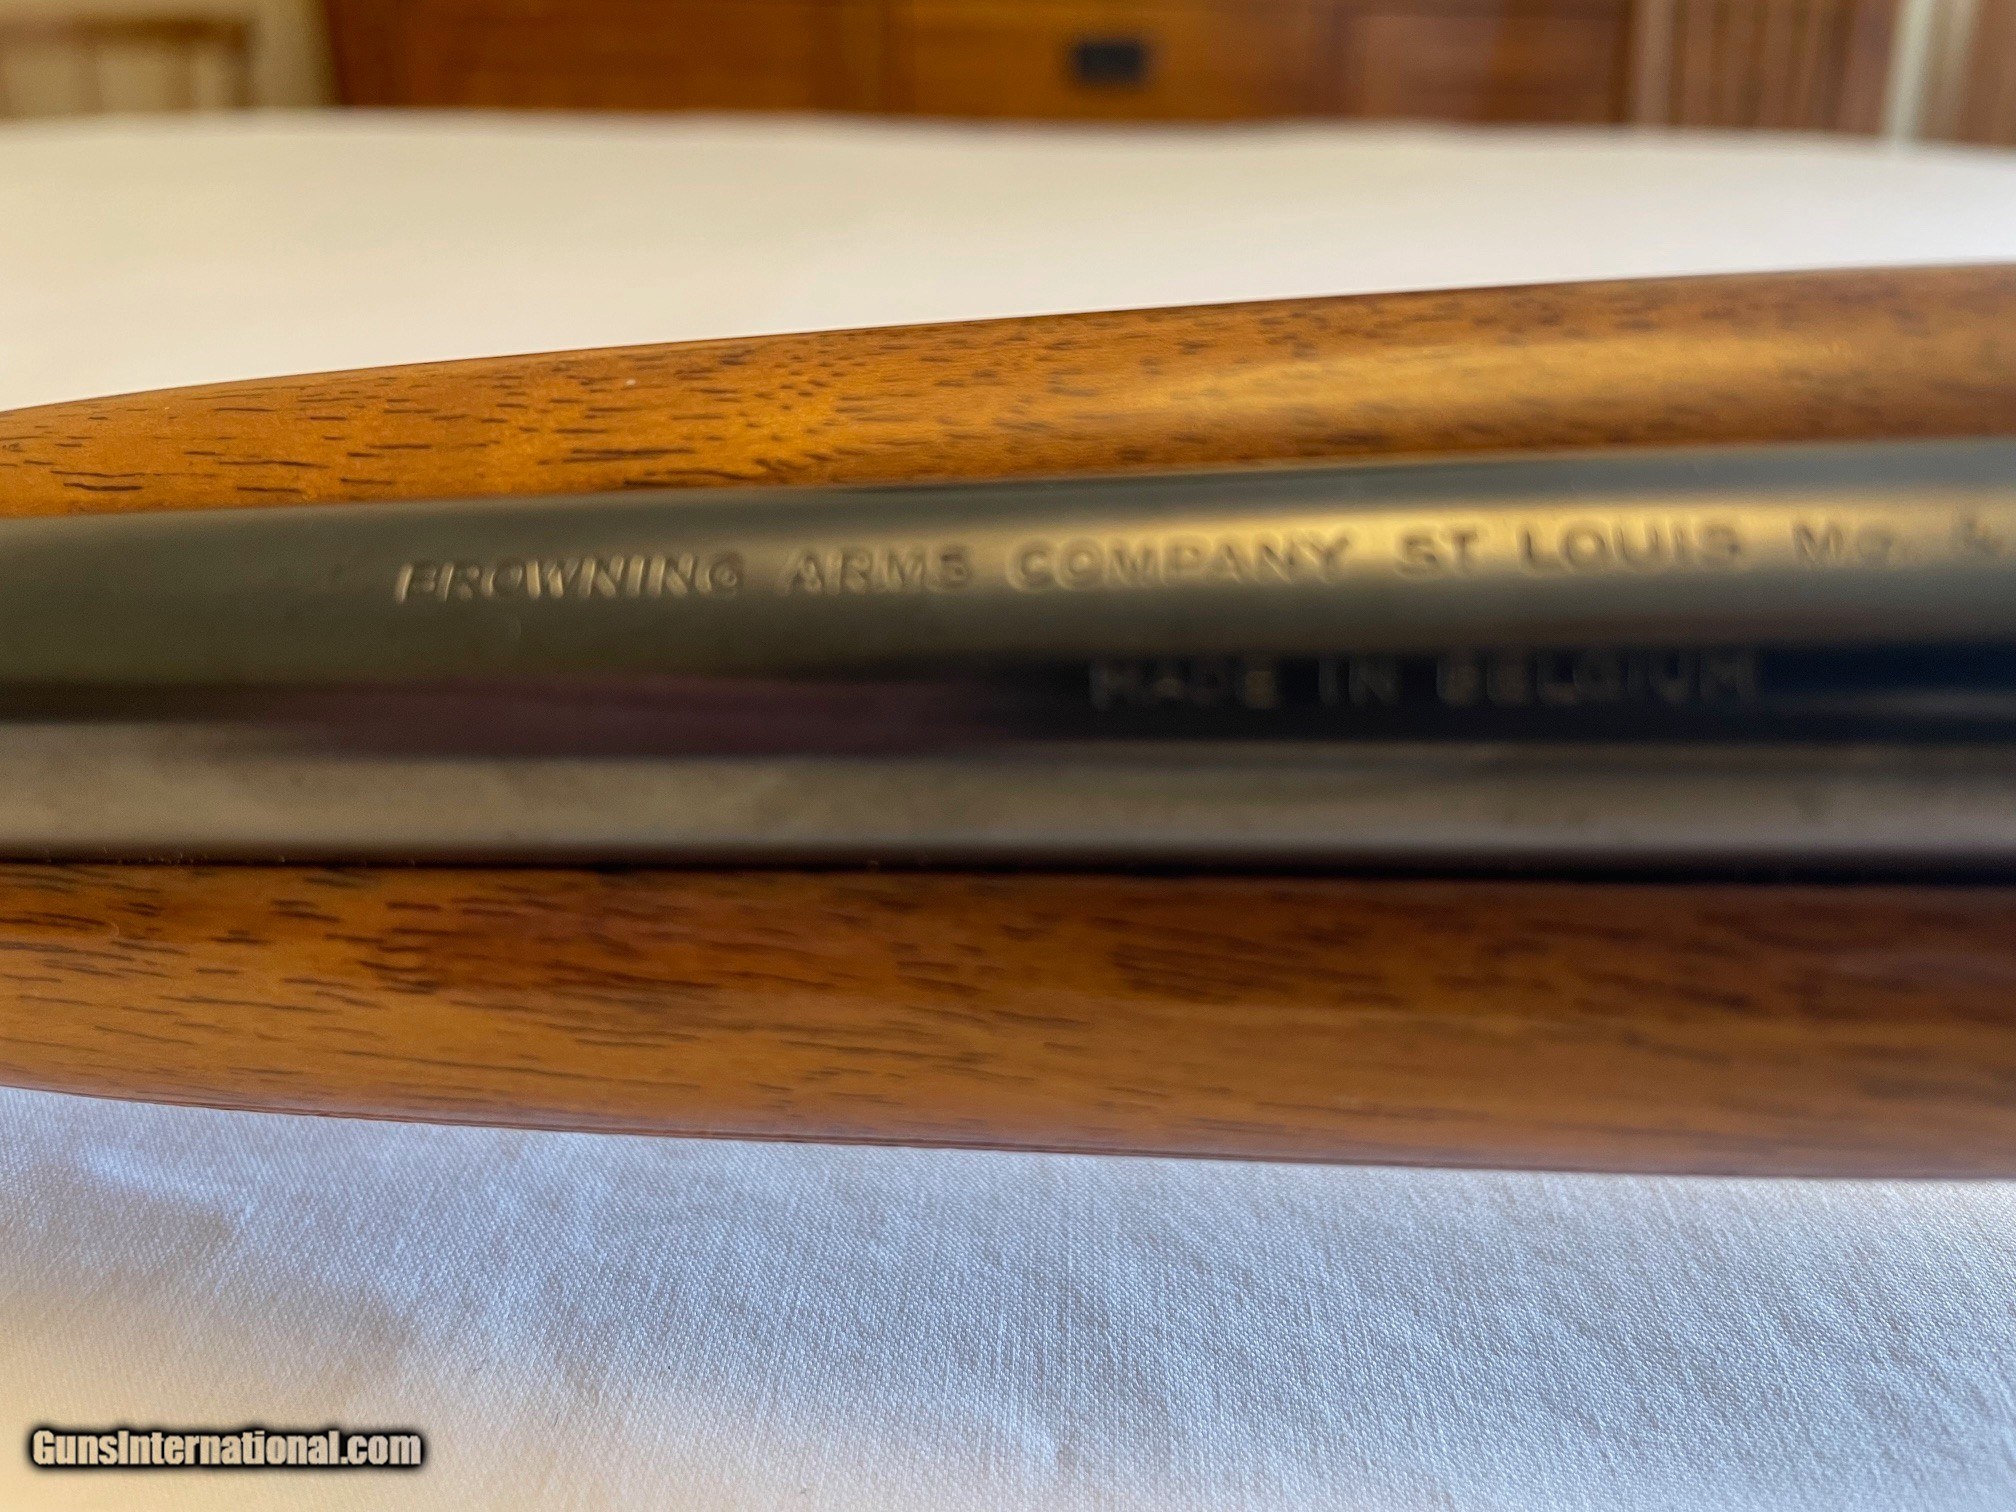 BROWNING ARMS COMPANY ST LOUIS Mo. &
MADE IN BELGIUM
GunsInternational.com